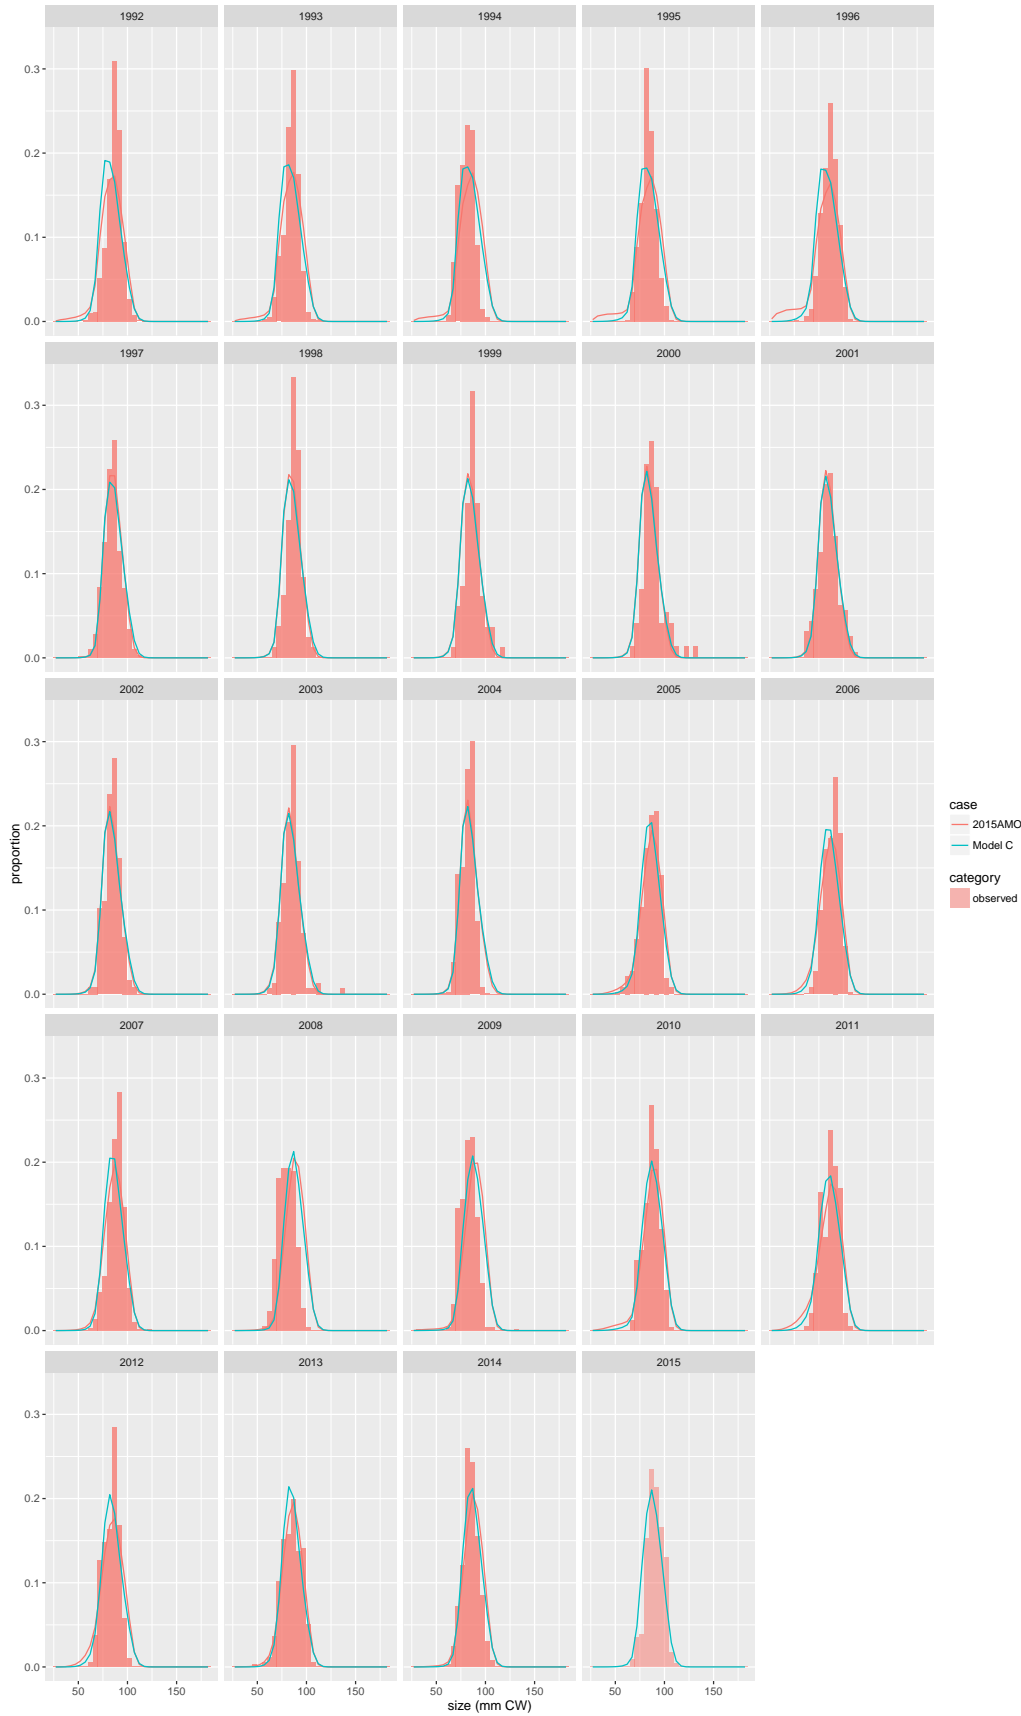 1992 1993 1994 1995 1996
0.3
0.2
0.1
0.0
1997 1998 1999 2000 2001
0.3
0.2
0.1
0.0
2002 2003 2004 2005 2006
0.3
0.2
0.1
0.0
proportion
case
2015AMO
Model C
category
observed
2007 2008 2009 2010 2011
0.3
0.2
0.1
0.0
2012 2013 2014 2015
0.3
0.2
0.1
0.0
50 100 150 50 100 150 50 100 150 50 100 150
size (mm CW)